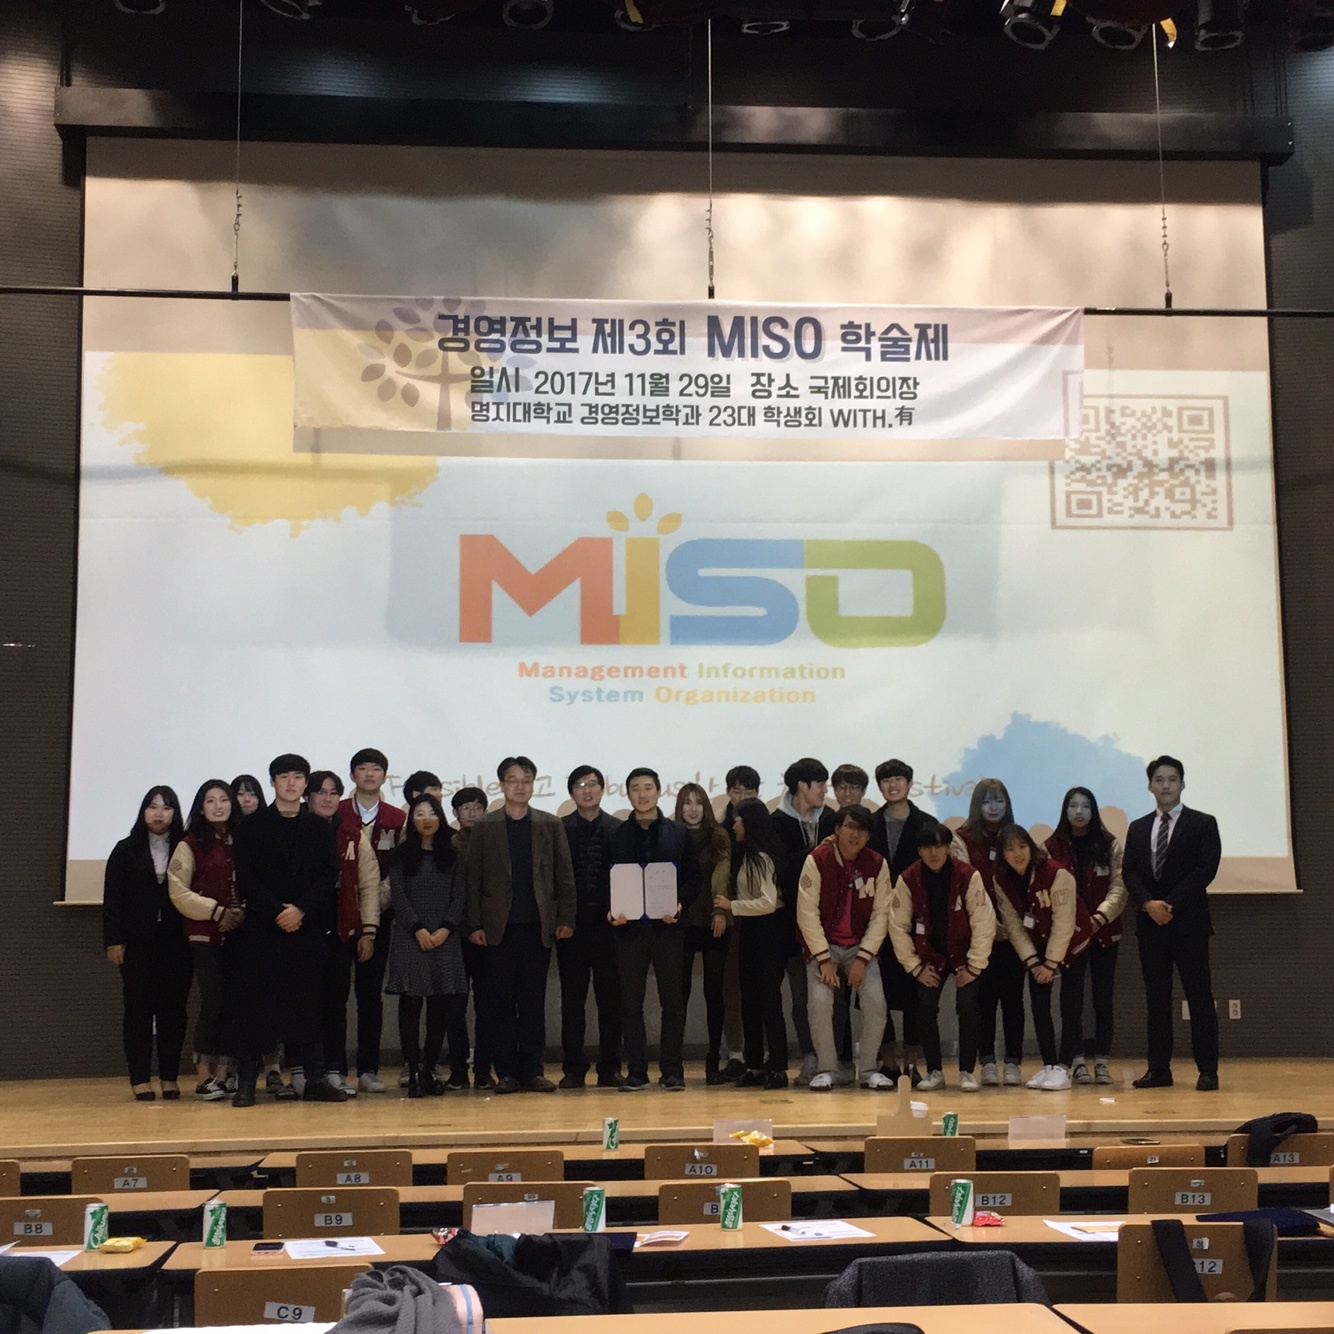 경영정보 제3회 MISO 학술제
일시 2017년 11월 29일 장소 국제회의장
명지대학교 경영정보학과 23대 학생회 WITH.有
MISO
Management Information
System Organization
A7
A8
A9
A10
A11
A13
B8
B9
B12
B13
C9